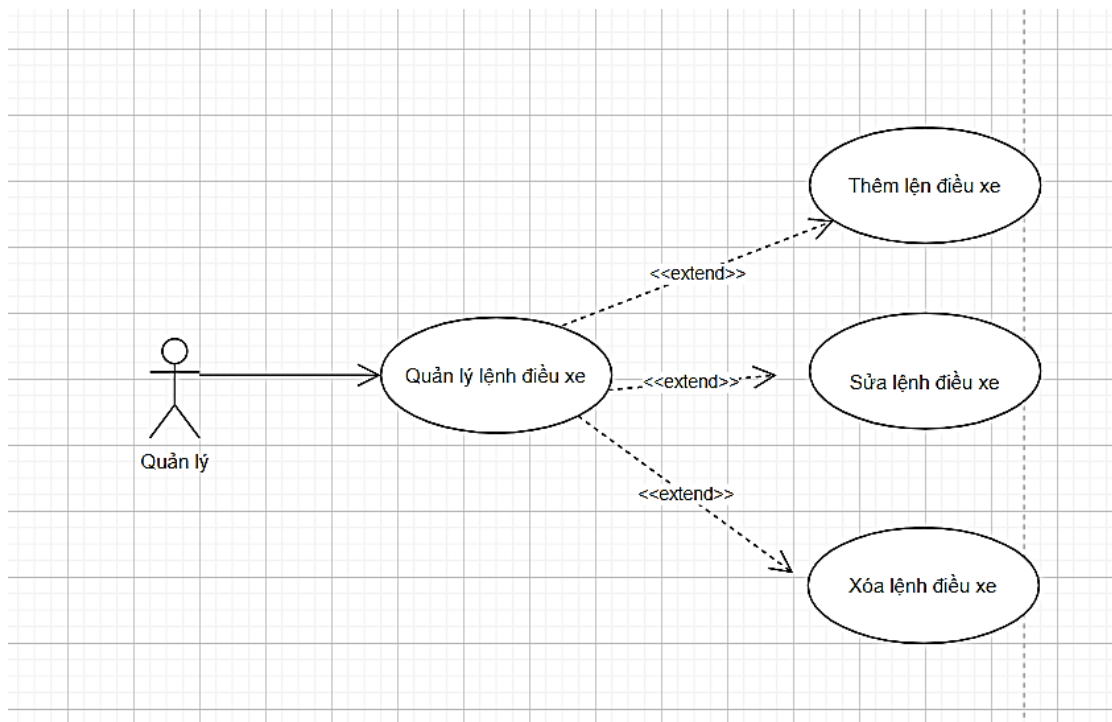 Thêm lện điều xe
<<extend>>
Quản lý lệnh điều xe
<<extend>>
Sửa lệnh điều xe
Quản lý
<<extend>>
Xóa lệnh điều xe